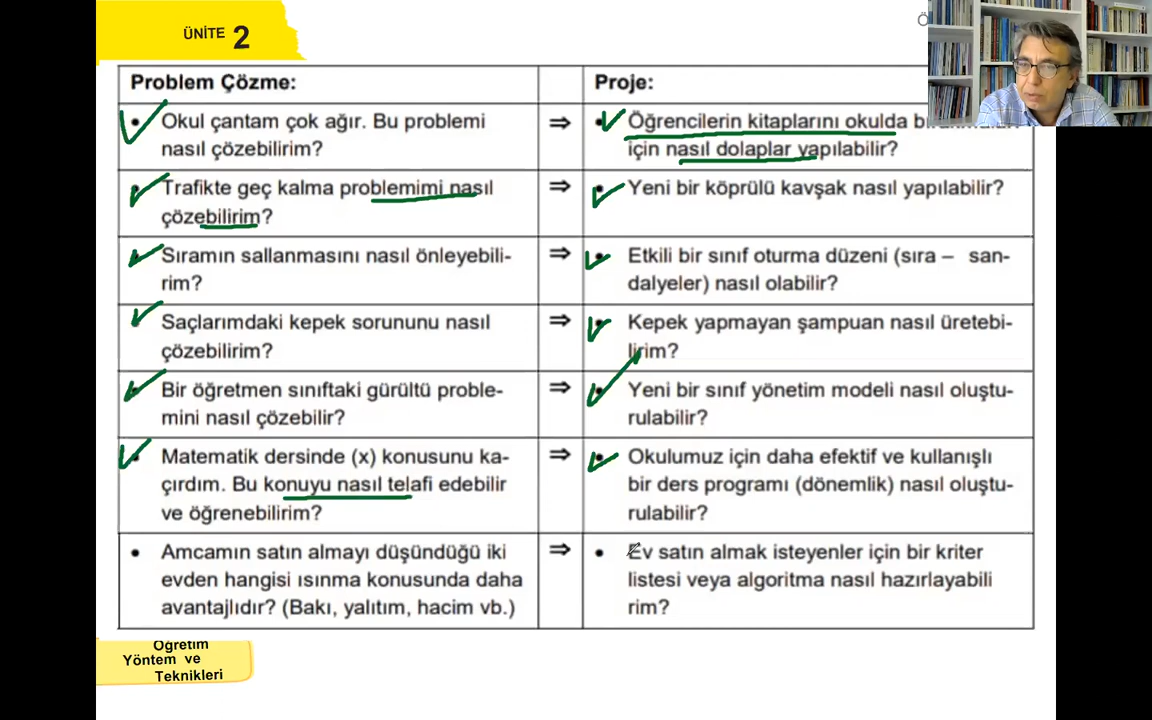 ÜNİTE 2
Problem Çözme:
Proje:
• Okul çantam çok ağır. Bu problemi
nasıl çözebilirim?
⇒
• Öğrencilerin kitaplarını okulda
için nasıl dolaplar yapılabilir?
• Trafikte geç kalma problemimi nasıl
çözebilirim?
⇒
• Yeni bir köprülü kavşak nasıl yapılabilir?
• Sıramın sallanmasını nasıl önleyebili-
rim?
⇒
• Etkili bir sınıf oturma düzeni (sıra – san-
dalyeler) nasıl olabilir?
• Saçlarımdaki kepek sorununu nasıl
çözebilirim?
⇒
• Kepek yapmayan şampuan nasıl üretebi-
lirim?
• Bir öğretmen sınıftaki gürültü proble-
mini nasıl çözebilir?
⇒
• Yeni bir sınıf yönetim modeli nasıl oluştu-
rulabilir?
• Matematik dersinde (x) konusunu ka-
çırdım. Bu konuyu nasıl telafi edebilir
ve öğrenebilirim?
⇒
• Okulumuz için daha efektif ve kullanışlı
bir ders programı (dönemlik) nasıl oluştu-
rulabilir?
• Amcamın satın almayı düşündüğü iki
evden hangisi ısınma konusunda daha
avantajlıdır? (Bakı, yalıtım, hacim vb.)
⇒
• Ev satın almak isteyenler için bir kriter
listesi veya algoritma nasıl hazırlayabili
rim?
Öğretim
Yöntem ve
Teknikleri